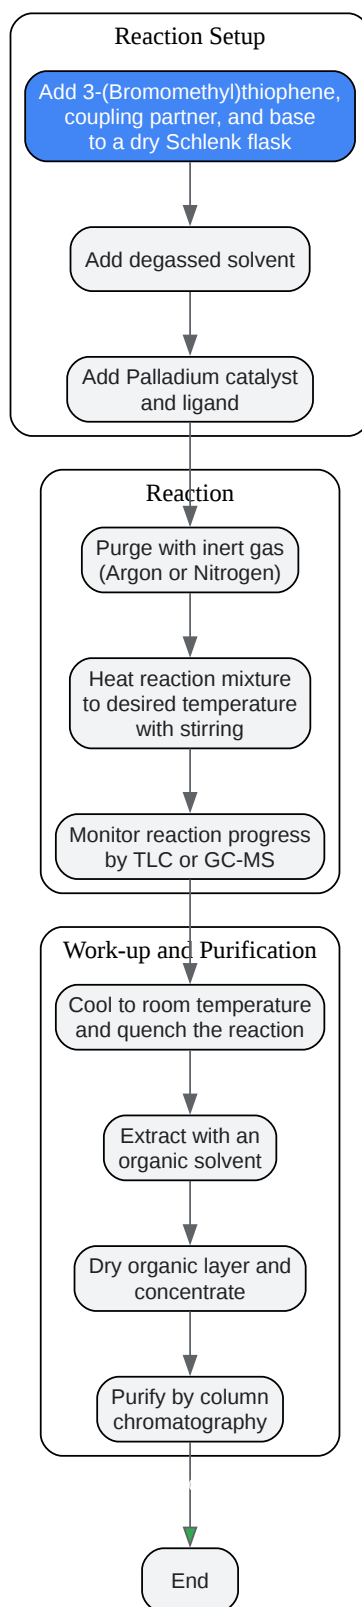 Reaction Setup
Add 3-(Bromomethyl)thiophene,
coupling partner, and base
to a dry Schlenk flask
Add degassed solvent
Add Palladium catalyst
and ligand
Reaction
Purge with inert gas
(Argon or Nitrogen)
Heat reaction mixture
to desired temperature
with stirring
Monitor reaction progress
by TLC or GC-MS
Work-up and Purification
Cool to room temperature
and quench the reaction
Extract with an
organic solvent
Dry organic layer and
concentrate
Purify by column
chromatography
End